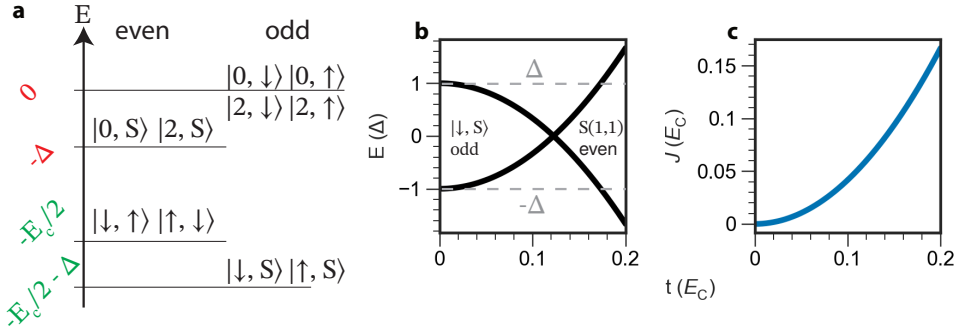 a
E
even
odd
|0, ↓⟩ |0, ↑⟩
0
|2, ↓⟩ |2, ↑⟩
|0, S⟩ |2, S⟩
-Δ
|↓, ↑⟩ |↑, ↓⟩
-E_c/2
|↓, S⟩ |↑, S⟩
-E_c/2 - Δ
b
E (Δ)
1
0
−1
Δ
|↓, S⟩
odd
S(1,1)
even
-Δ
0
0.1
0.2
c
J (E_C)
0.15
0.1
0.05
0
0
0.1
0.2
t (E_C)